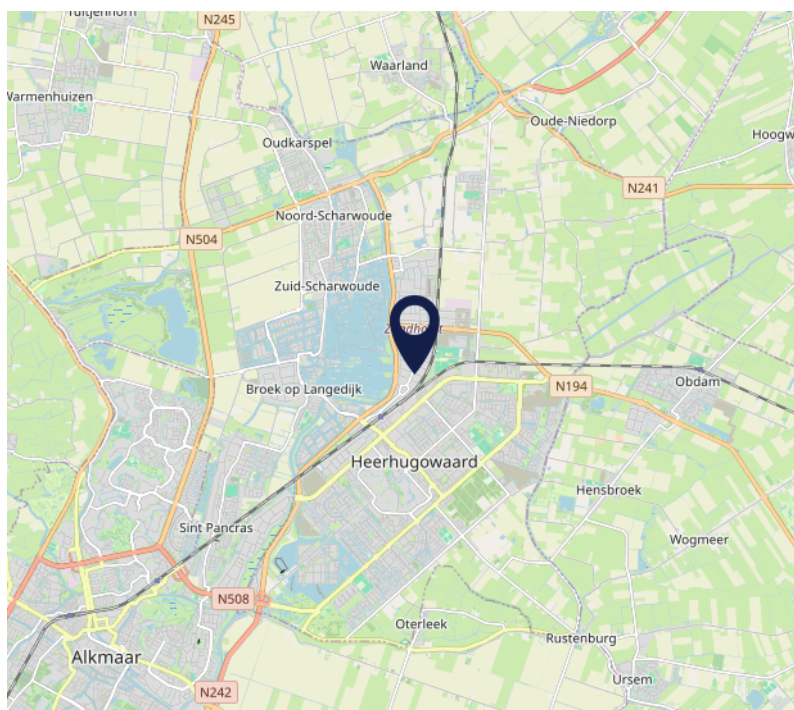 Tuitjenhorn
N245
Waarland
Warmenhuizen
Oude-Niedorp
Hoogw
Oudkarspel
N241
Noord-Scharwoude
N504
Zuid-Scharwoude
Broek op Langedijk
N194
Obdam
Heerhugowaard
Hensbroek
Sint Pancras
Wogmeer
N508
Oterleek
Rustenburg
Alkmaar
Ursem
N242